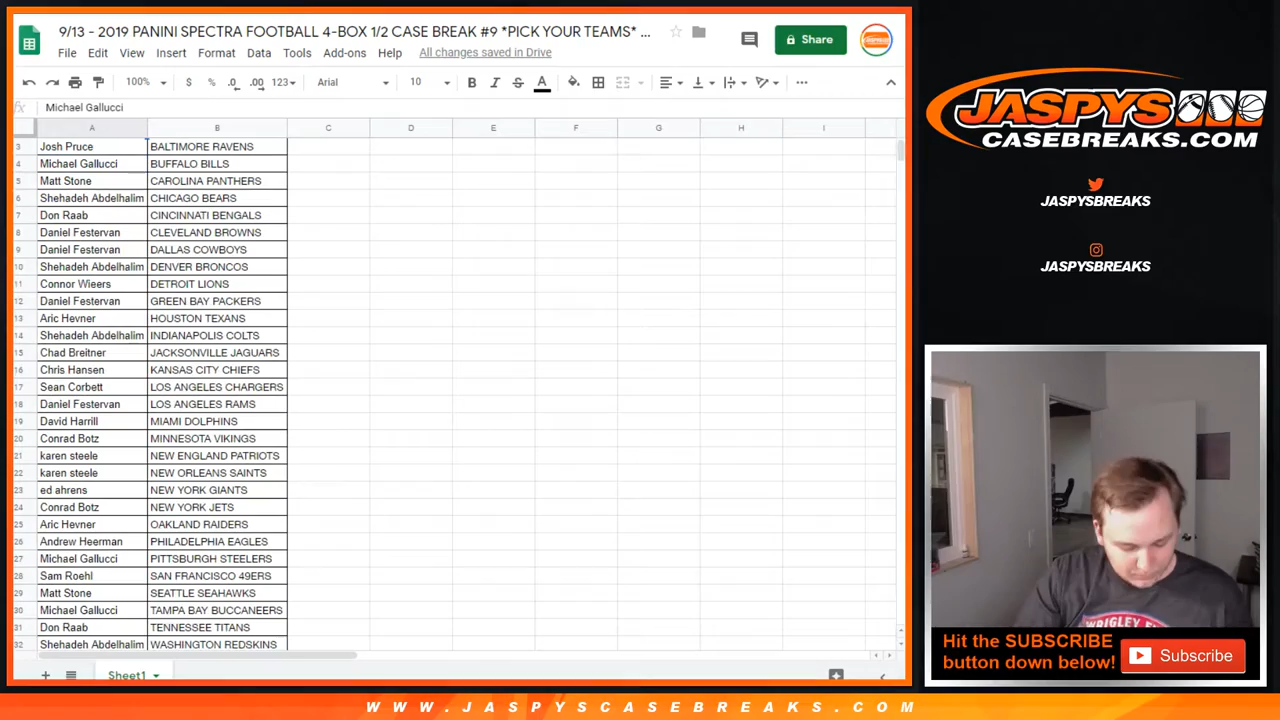 9/13 - 2019 PANINI SPECTRA FOOTBALL 4-BOX 1/2 CASE BREAK #9 *PICK YOUR TEAMS* ...
File Edit View Format Data Tools Add-ons Help All changes saved in Drive
Share
100% $ % .0 .00 123 Arial 10 B I S A ...
fx Michael Gallucci
A B C D E F G H I
3 Josh Pruce BALTIMORE RAVENS
4 Michael Gallucci BUFFALO BILLS
5 Matt Stone CAROLINA PANTHERS
6 Shehadeh Abdelhalim CHICAGO BEARS
7 Don Raab CINCINNATI BENGALS
8 Daniel Festervan CLEVELAND BROWNS
9 Daniel Festervan DALLAS COWBOYS
10 Shehadeh Abdelhalim DENVER BRONCOS
11 Connor Wieers DETROIT LIONS
12 Daniel Festervan GREEN BAY PACKERS
13 Aric Hevner HOUSTON TEXANS
14 Shehadeh Abdelhalim INDIANAPOLIS COLTS
15 Chad Breitner JACKSONVILLE JAGUARS
16 Chris Hansen KANSAS CITY CHIEFS
17 Sean Corbett LOS ANGELES CHARGERS
18 Daniel Festervan LOS ANGELES RAMS
19 David Harrill MIAMI DOLPHINS
20 Conrad Botz MINNESOTA VIKINGS
21 karen steele NEW ENGLAND PATRIOTS
22 karen steele NEW ORLEANS SAINTS
23 ed ahrens NEW YORK GIANTS
24 Conrad Botz NEW YORK JETS
25 Aric Hevner OAKLAND RAIDERS
26 Andrew Heerman PHILADELPHIA EAGLES
27 Michael Gallucci PITTSBURGH STEELERS
28 Sam Roehl SAN FRANCISCO 49ERS
29 Matt Stone SEATTLE SEAHAWKS
30 Michael Gallucci TAMPA BAY BUCCANEERS
31 Don Raab TENNESSEE TITANS
32 Shehadeh Abdelhalim WASHINGTON REDSKINS
Sheet1
JASPYS
CASEBREAKS.COM
JASPYSBREAKS
JASPYSBREAKS
WRIGLEY
Hit the SUBSCRIBE
button down below!
Subscribe
WWW.JASPYSCASEBREAKS.COM